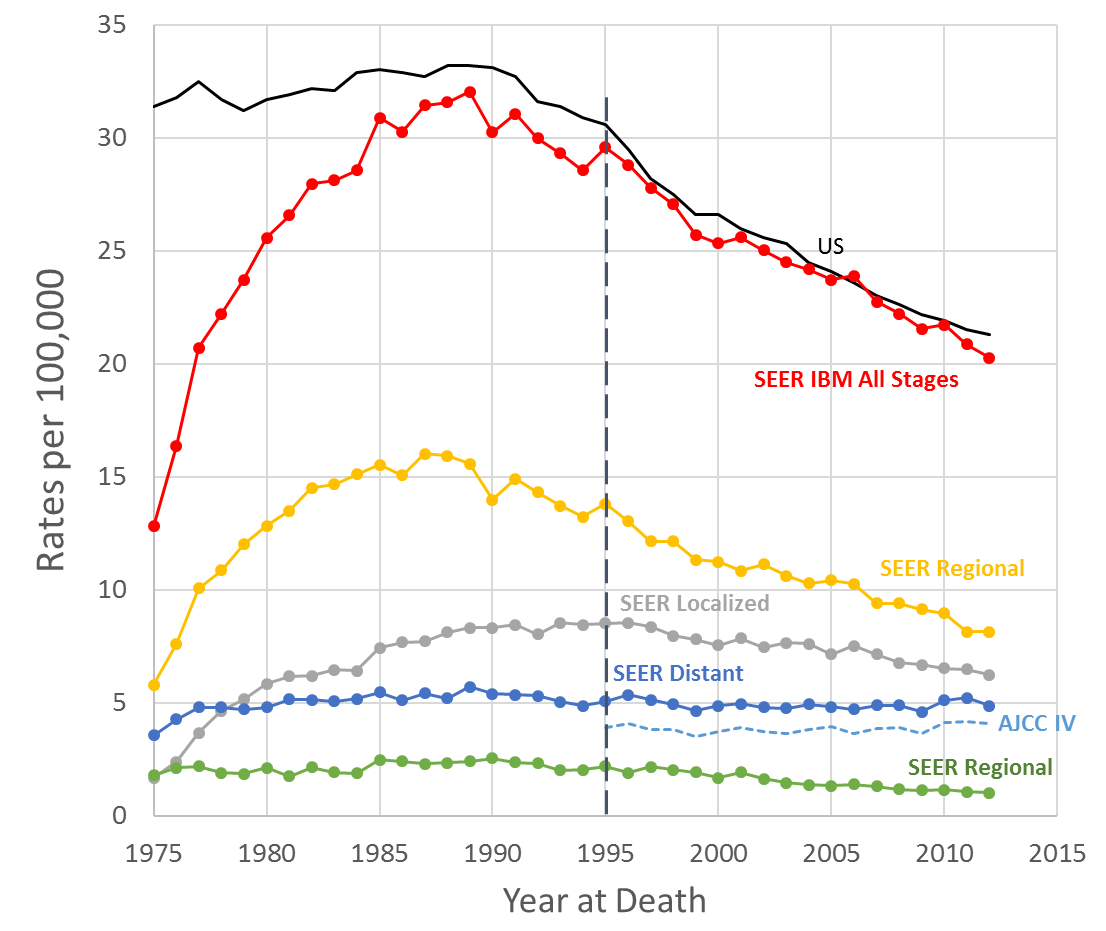 35
30
25
20
15
10
5
0
Rates per 100,000
US
SEER IBM All Stages
SEER Regional
SEER Localized
SEER Distant
AJCC IV
SEER Regional
1975 1980 1985 1990 1995 2000 2005 2010 2015
Year at Death